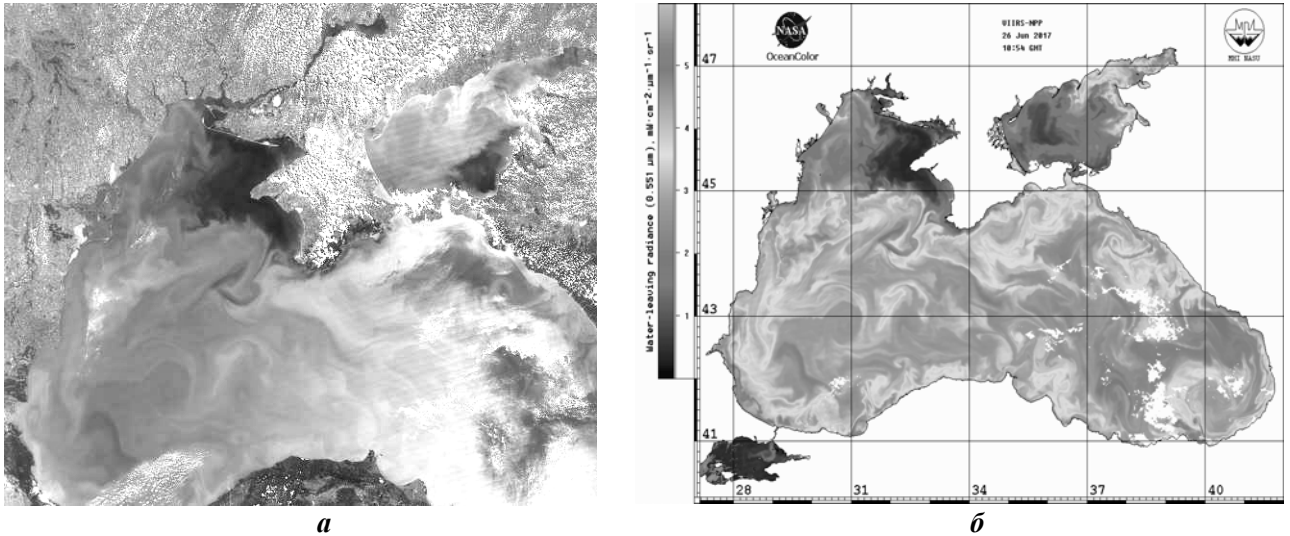 NASA
OceanColor
VIIRS-NPP
26 Jun 2017
10:54 GMT
MHI NASU
Water-leaving radiance (0.551 µm), mW·cm⁻²·µm⁻¹·sr⁻¹
5
4
3
2
1
47
45
43
41
28 31 34 37 40
а б